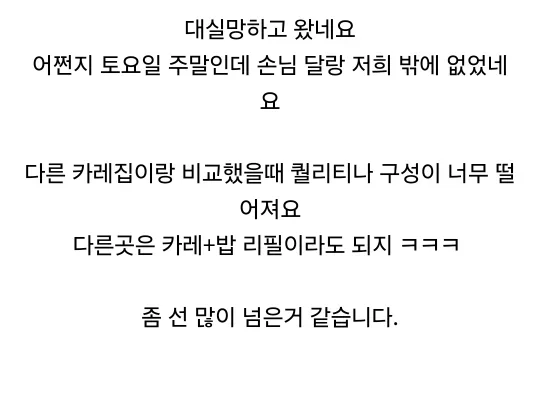 대실망하고 왔네요
어쩐지 토요일 주말인데 손님 달랑 저희 밖에 없었네
요
다른 카레집이랑 비교했을때 퀄리티나 구성이 너무 떨
어져요
다른곳은 카레+밥 리필이라도 되지 ㅋㅋㅋ
좀 선 많이 넘은거 같습니다.